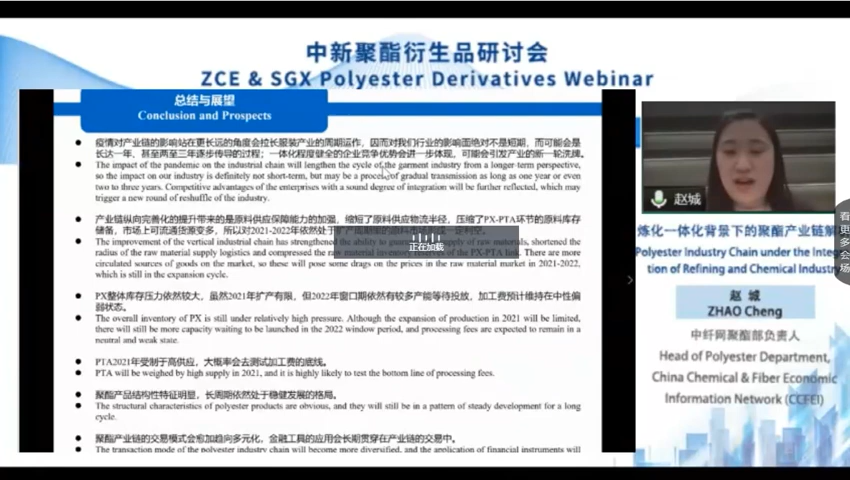 中新聚酯衍生品研讨会
ZCE & SGX Polyester Derivatives Webinar
总结与展望
Conclusion and Prospects
疫情对产业链的影响站在更长远的角度会拉长服装产业的周期运作，因而对我们行业的影响面绝对不是短期，而可能会是
长达一年、甚至两至三年逐步传导的过程；一体化程度健全的企业竞争优势会进一步体现，可能会引发产业的新一轮洗牌。
The impact of the pandemic on the industrial chain will lengthen the cycle of the garment industry from a longer-term perspective,
so the impact on our industry is definitely not short-term, but may be a process of gradual transmission as long as one year or even
two to three years. Competitive advantages of the enterprises with a sound degree of integration will be further reflected, which may
trigger a new round of reshuffle of the industry.
产业链纵向完善化的提升带来的是原料供应保障能力的加强，缩短了原料供应物流半径，压缩了PX-PTA环节的原料库存
储备，市场上可流通货源变多，所以对2021-2022年依然处于扩产周期
The improvement of the vertical industrial chain has strengthened the ability to guarantee the supply of raw materials, shortened the
radius of the raw material supply logistics and compressed the raw material inventory reserves of the PX-PTA link. There are more
circulated sources of goods on the market, so these will pose some drags on the prices in the raw material market in 2021-2022,
which is still in the expansion cycle.
正在加载
PX整体库存压力依然较大，虽然2021年扩产有限，但2022年窗口期依然有较多产能等待投放，加工费预计维持在中性偏
弱状态。
The overall inventory of PX is still under relatively high pressure. Although the expansion of production in 2021 will be limited,
there will still be more capacity waiting to be launched in the 2022 window period, and processing fees are expected to remain in a
neutral and weak state.
PTA2021年受制于高供应，大概率会去测试加工费的底线。
PTA will be weighed by high supply in 2021, and it is highly likely to test the bottom line of processing fees.
聚酯产品结构性特征明显，长周期依然处于稳健发展的格局。
The structural characteristics of polyester products are obvious, and they will still be in a pattern of steady development for a long
cycle.
聚酯产业链的交易模式会愈加趋向多元化，金融工具的应用会长期贯穿在产业链的交易中。
The transaction mode of the polyester industry chain will become more diversified, and the application of financial instruments will
赵城
炼化一体化背景下的聚酯产业链解
Polyester Industry Chain under the Integ
tion of Refining and Chemical Industry
赵 城
ZHAO Cheng
中纤网聚酯部负责人
Head of Polyester Department,
China Chemical & Fiber Economic
Information Network (CCFEI)
看
更
多
会
场